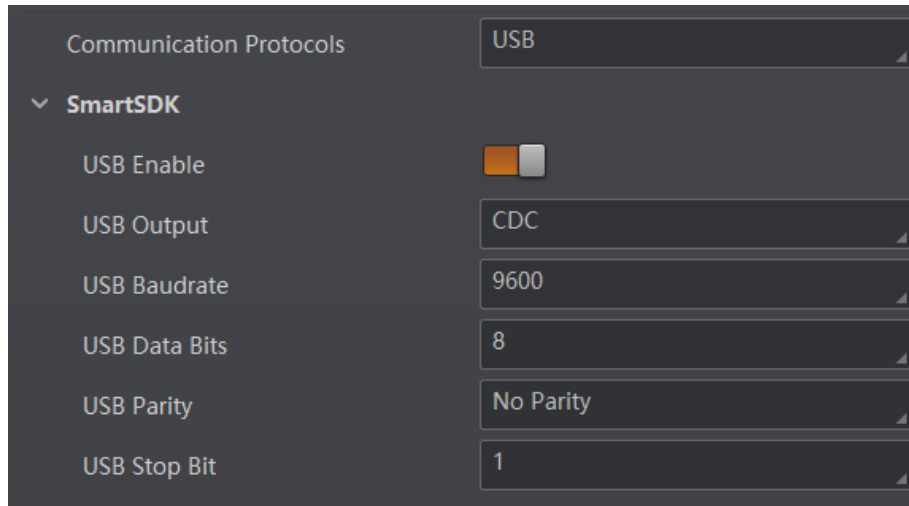 Communication Protocols USB
SmartSDK
USB Enable
USB Output CDC
USB Baudrate 9600
USB Data Bits 8
USB Parity No Parity
USB Stop Bit 1